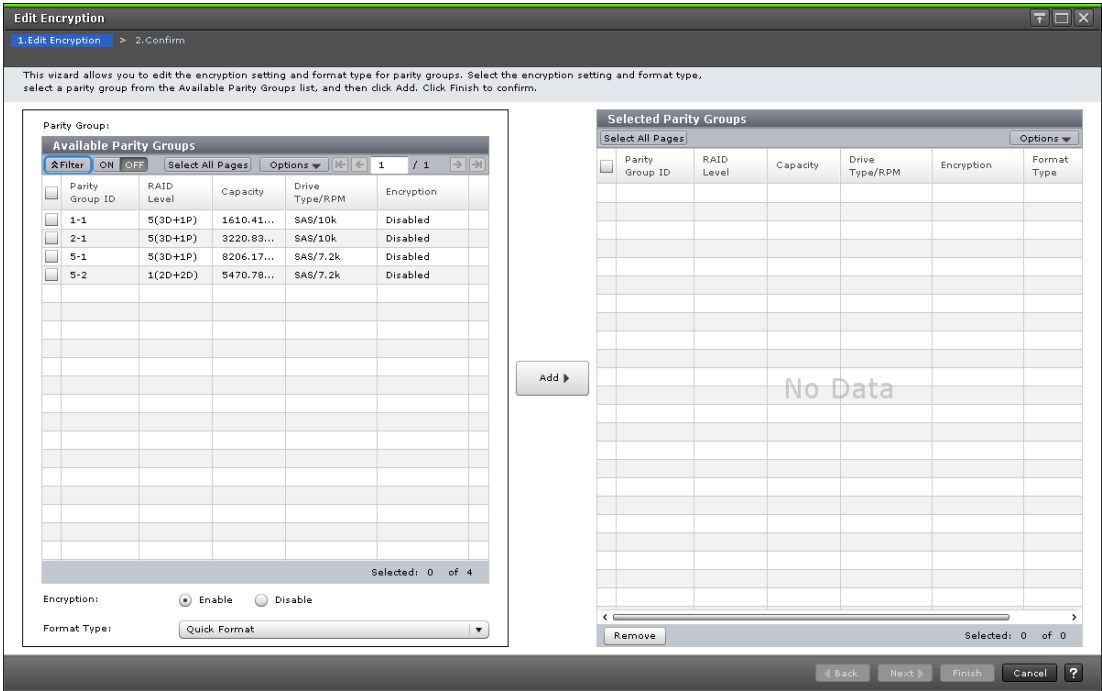 Edit Encryption
1.Edit Encryption > 2.Confirm
This wizard allows you to edit the encryption setting and format type for parity groups. Select the encryption setting and format type,
select a parity group from the Available Parity Groups list, and then click Add. Click Finish to confirm.
Parity Group:
Available Parity Groups
Filter ON OFF Select All Pages Options 1 / 1
Parity Group ID RAID Level Capacity Drive Type/RPM Encryption
1-1 5(3D+1P) 1610.41... SAS/10k Disabled
2-1 5(3D+1P) 3220.83... SAS/10k Disabled
5-1 5(3D+1P) 8206.17... SAS/7.2k Disabled
5-2 1(2D+2D) 5470.78... SAS/7.2k Disabled
Selected: 0 of 4
Encryption: Enable Disable
Format Type: Quick Format
Add
Selected Parity Groups
Select All Pages Options
Parity Group ID RAID Level Capacity Drive Type/RPM Encryption Format Type
No Data
Remove Selected: 0 of 0
Back Next Finish Cancel ?